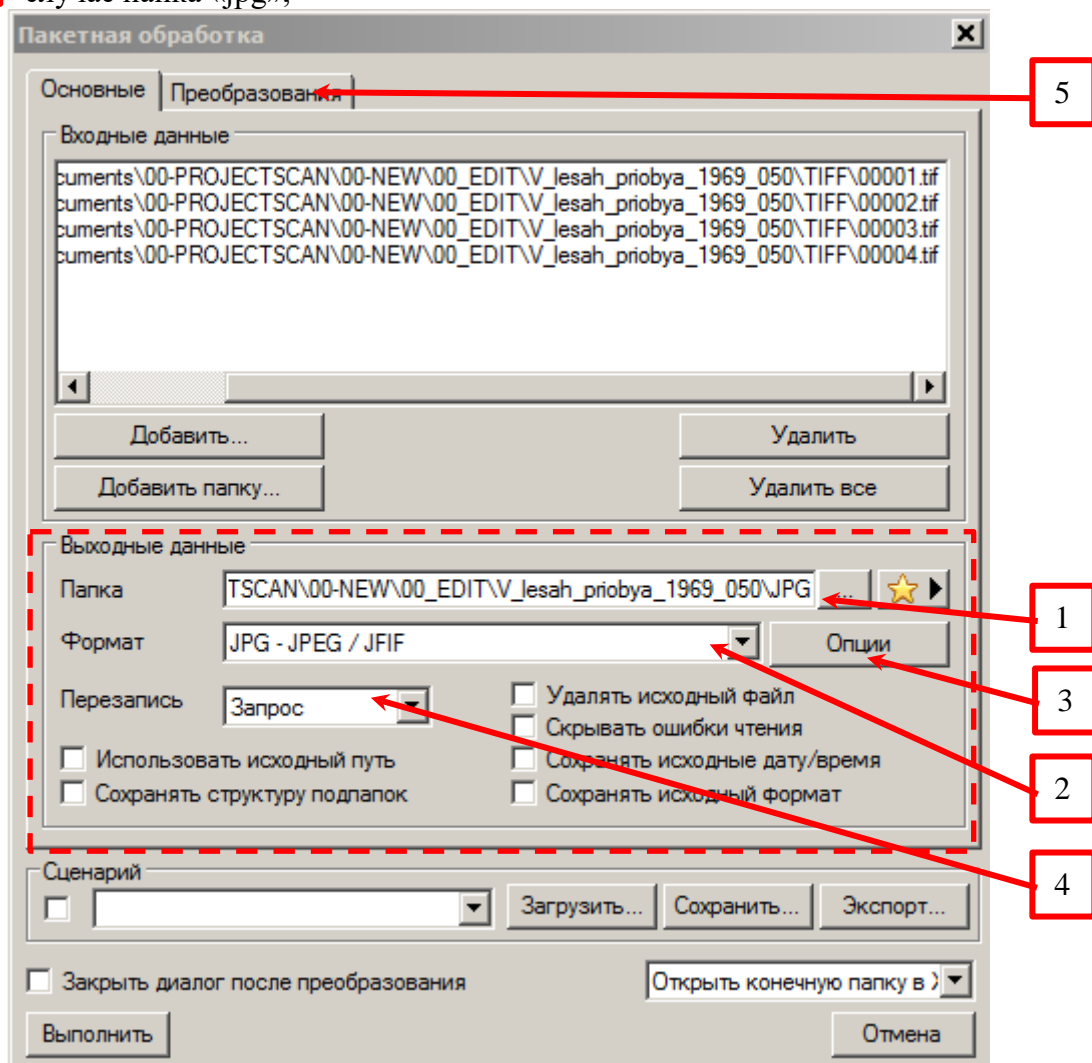 случае папка «jpg»,
Пакетная обработка
Основные Преобразования
5
Входные данные
cuments\00-PROJECTSCAN\00-NEW\00_EDIT\V_lesah_priobya_1969_050\TIFF\00001.tif
cuments\00-PROJECTSCAN\00-NEW\00_EDIT\V_lesah_priobya_1969_050\TIFF\00002.tif
cuments\00-PROJECTSCAN\00-NEW\00_EDIT\V_lesah_priobya_1969_050\TIFF\00003.tif
cuments\00-PROJECTSCAN\00-NEW\00_EDIT\V_lesah_priobya_1969_050\TIFF\00004.tif
Добавить... Удалить
Добавить папку... Удалить все
Выходные данные
Папка TSCAN\00-NEW\00_EDIT\V_lesah_priobya_1969_050\JPG ...
1
Формат JPG - JPEG / JFIF Опции
3
Перезапись Запрос Удалять исходный файл
Скрывать ошибки чтения
Использовать исходный путь Сохранять исходные дату/время
2
Сохранять структуру подпапок Сохранять исходный формат
4
Сценарий
Загрузить... Сохранить... Экспорт...
Закрыть диалог после преобразования Открыть конечную папку в
Выполнить Отмена